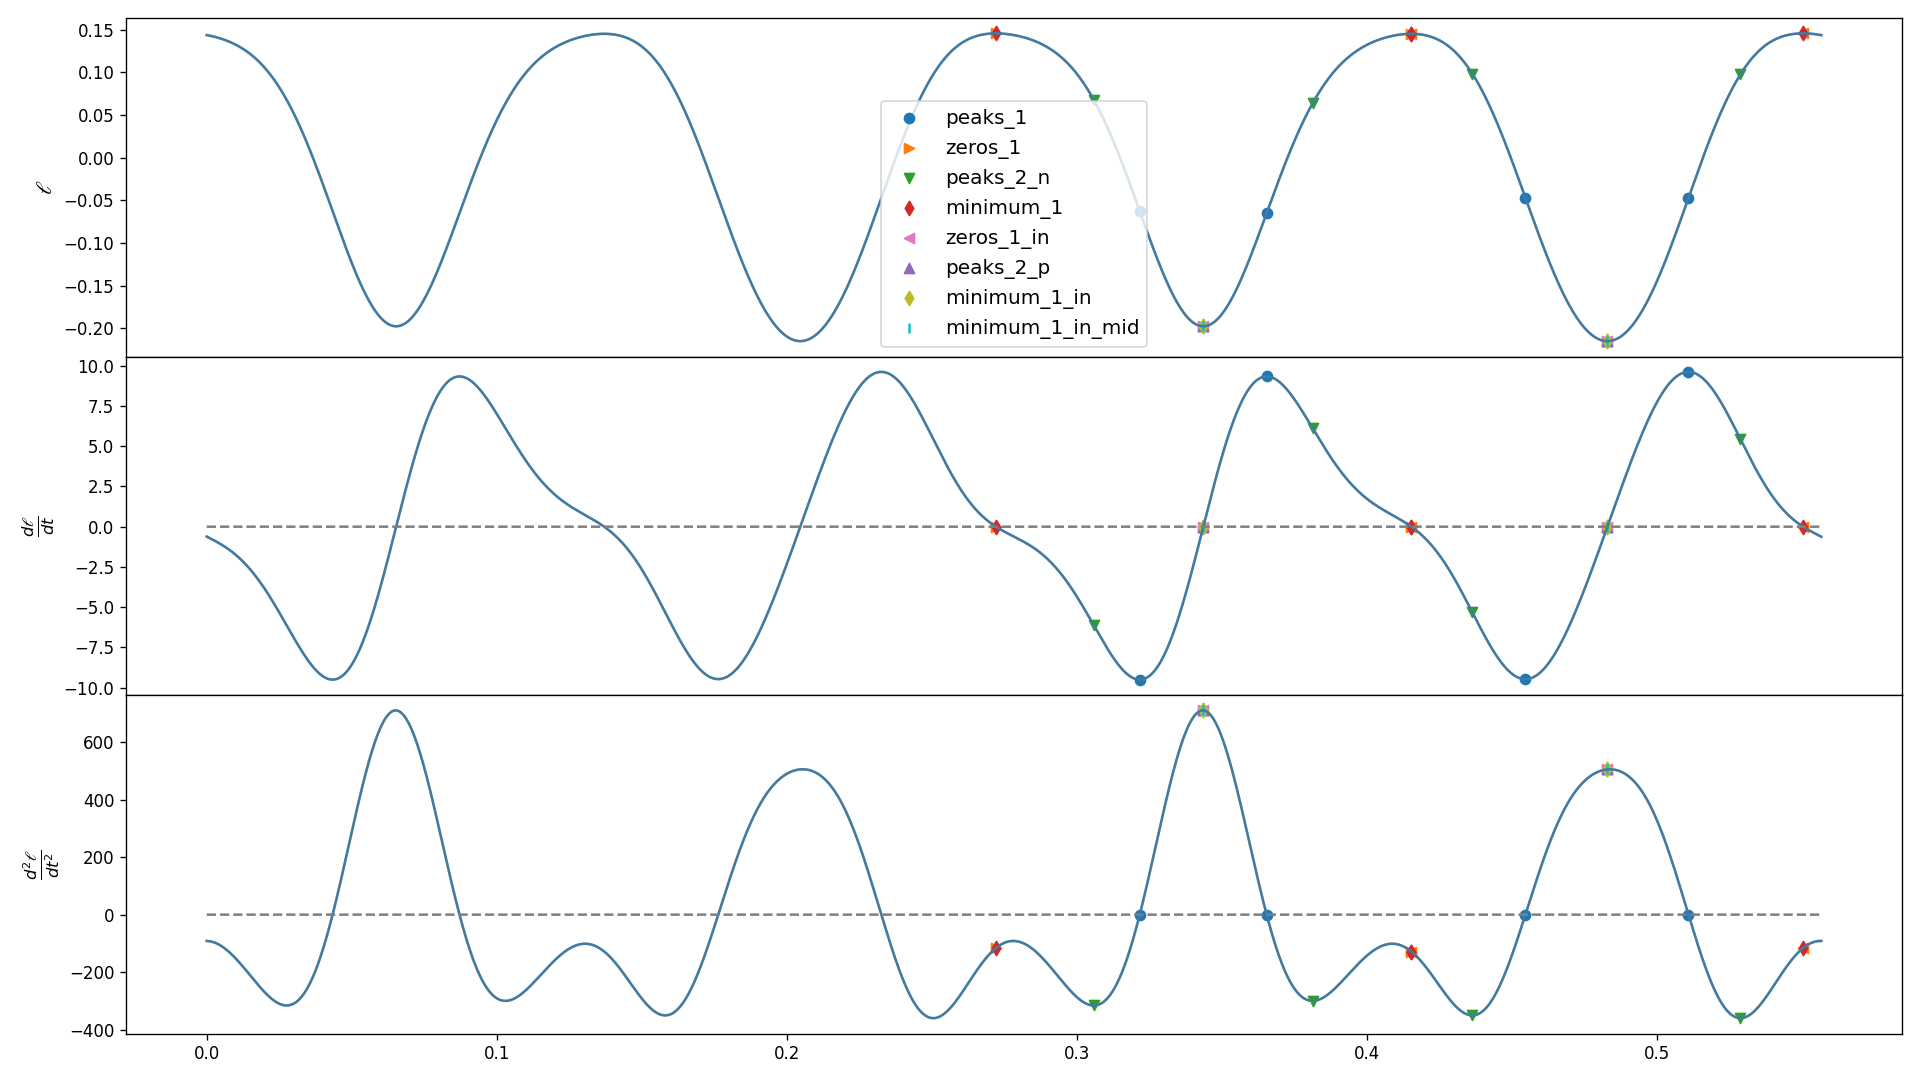 0.15
0.10
0.05
0.00
−0.05
−0.10
−0.15
−0.20
ℓ
peaks_1
zeros_1
peaks_2_n
minimum_1
zeros_1_in
peaks_2_p
minimum_1_in
minimum_1_in_mid
10.0
7.5
5.0
2.5
0.0
−2.5
−5.0
−7.5
−10.0
dℓ
dt
600
400
200
0
−200
−400
d²ℓ
dt²
0.0 0.1 0.2 0.3 0.4 0.5